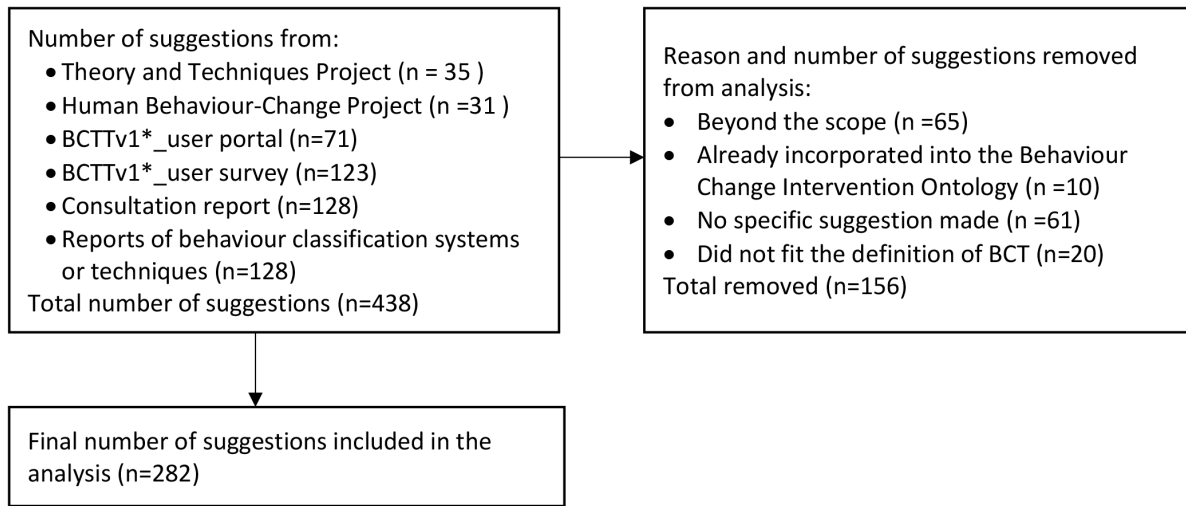 Number of suggestions from:
• Theory and Techniques Project (n = 35 )
• Human Behaviour-Change Project (n =31 )
• BCTTv1*_user portal (n=71)
• BCTTv1*_user survey (n=123)
• Consultation report (n=128)
• Reports of behaviour classification systems
or techniques (n=128)
Total number of suggestions (n=438)
Reason and number of suggestions removed
from analysis:
• Beyond the scope (n =65)
• Already incorporated into the Behaviour
Change Intervention Ontology (n =10)
• No specific suggestion made (n =61)
• Did not fit the definition of BCT (n=20)
Total removed (n=156)
Final number of suggestions included in the
analysis (n=282)